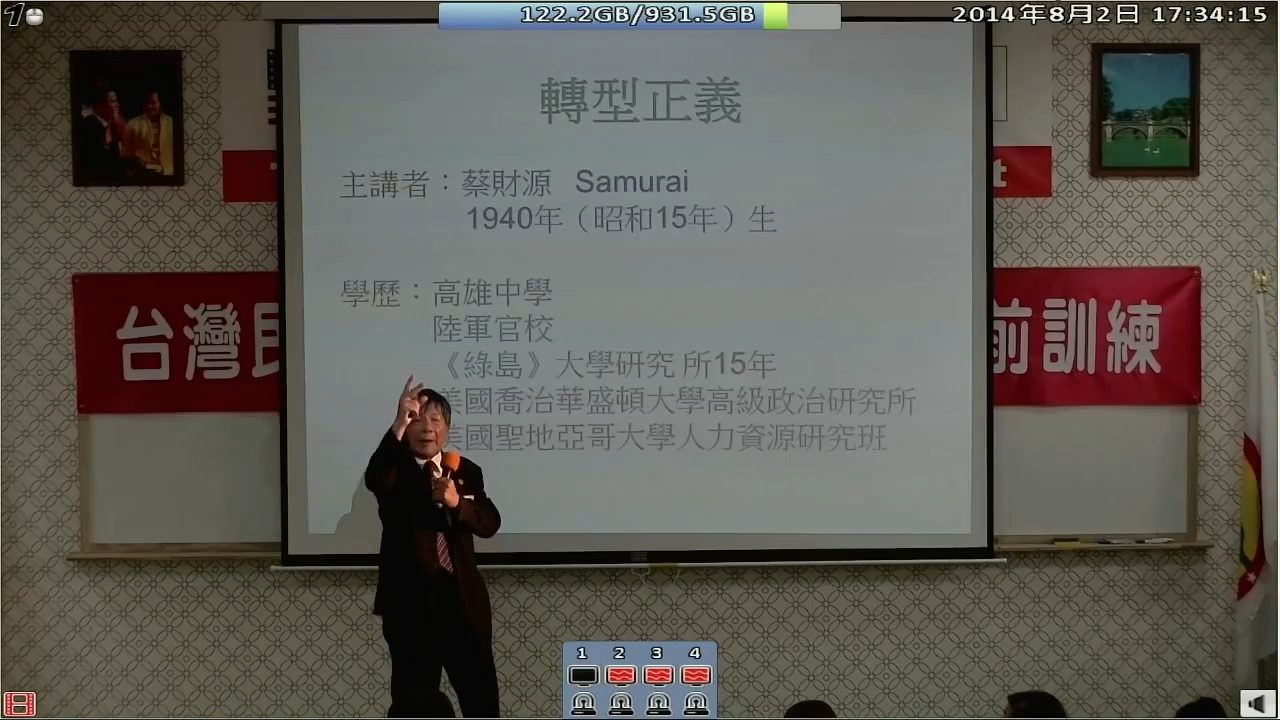 1
122.2GB/931.5GB
2014年8月2日 17:34:15
轉型正義
主講者：蔡財源 Samurai
1940年（昭和15年）生
學歷：高雄中學
陸軍官校
《綠島》大學研究 所15年
美國喬治華盛頓大學高級政治研究所
美國聖地亞哥大學人力資源研究班
t
台灣
前訓練
1 2 3 4